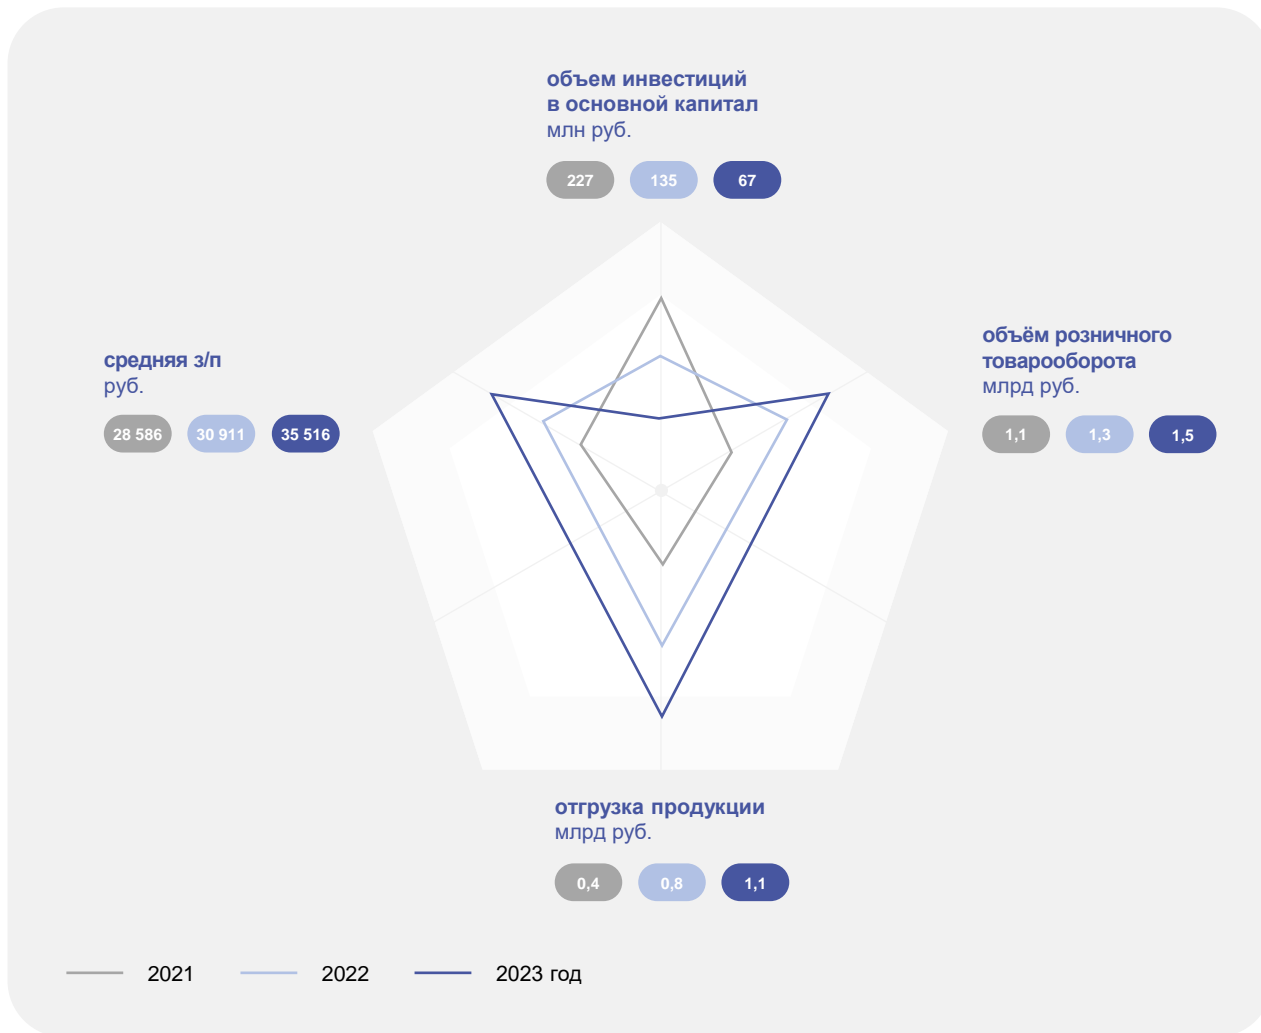 объем инвестиций
в основной капитал
млн руб.
227 135 67
средняя з/п
руб.
28 586 30 911 35 516
объём розничного
товарооборота
млрд руб.
1,1 1,3 1,5
отгрузка продукции
млрд руб.
0,4 0,8 1,1
2021 2022 2023 год